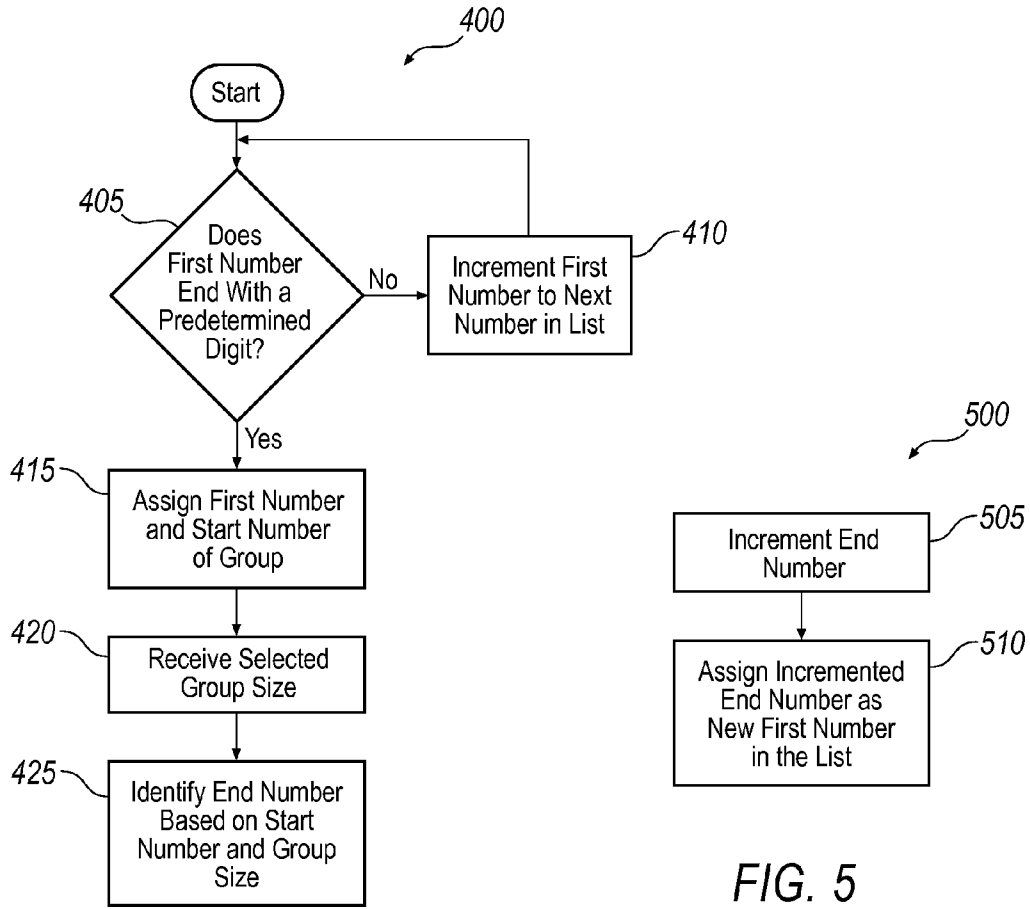 400
Start
405
Does
First Number
End With a
Predetermined
Digit?
No
Increment First
Number to Next
Number in List
410
Yes
415
Assign First Number
and Start Number
of Group
420
Receive Selected
Group Size
425
Identify End Number
Based on Start
Number and Group
Size
500
Increment End
Number
505
Assign Incremented
End Number as
New First Number
in the List
510
FIG. 5